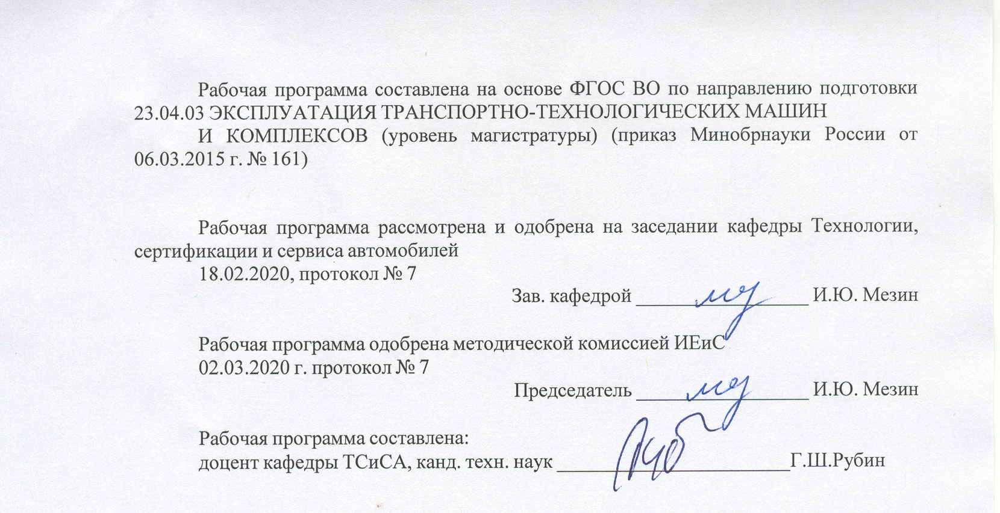 Рабочая программа составлена на основе ФГОС ВО по направлению подготовки
23.04.03 ЭКСПЛУАТАЦИЯ ТРАНСПОРТНО-ТЕХНОЛОГИЧЕСКИХ МАШИН
И КОМПЛЕКСОВ (уровень магистратуры) (приказ Минобрнауки России от
06.03.2015 г. № 161)
Рабочая программа рассмотрена и одобрена на заседании кафедры Технологии,
сертификации и сервиса автомобилей
18.02.2020, протокол № 7
Зав. кафедрой ________________ И.Ю. Мезин
Рабочая программа одобрена методической комиссией ИЕиС
02.03.2020 г. протокол № 7
Председатель ________________ И.Ю. Мезин
Рабочая программа составлена:
доцент кафедры ТСиСА, канд. техн. наук ______________________Г.Ш.Рубин